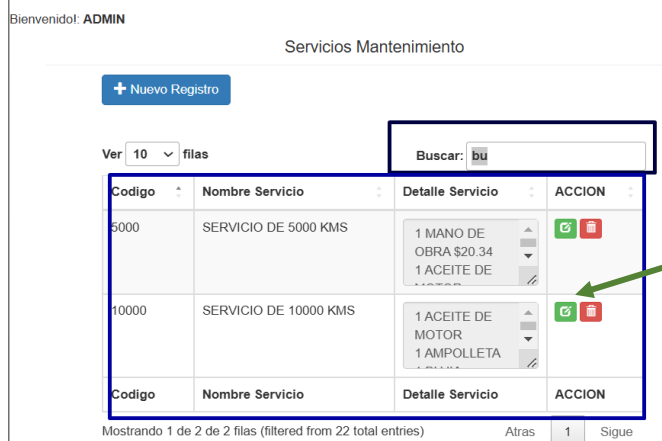 Bienvenido!: ADMIN
Servicios Mantenimiento
Nuevo Registro
Ver 10 filas
Buscar: bu
Codigo Nombre Servicio Detalle Servicio ACCION
5000 SERVICIO DE 5000 KMS
1 MANO DE
OBRA $20.34
1 ACEITE DE
10000 SERVICIO DE 10000 KMS
1 ACEITE DE
MOTOR
1 AMPOLLETA
Codigo Nombre Servicio Detalle Servicio ACCION
Mostrando 1 de 2 de 2 filas (filtered from 22 total entries) Atras 1 Sigue